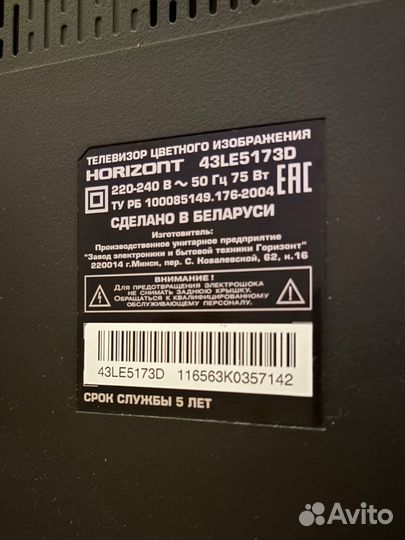 ТЕЛЕВИЗОР ЦВЕТНОГО ИЗОБРАЖЕНИЯ
HORIZONT 43LE5173D
220-240 В ~ 50 Гц 75 Вт EAC
ТУ РБ 100085149.176-2004
СДЕЛАНО В БЕЛАРУСИ
Изготовитель:
Производственное унитарное предприятие
"Завод электроники и бытовой техники Горизонт"
220014 г.Минск, пер. С. Ковалевской, 62, к.16
ВНИМАНИЕ !
ДЛЯ ПРЕДОТВРАЩЕНИЯ ЭЛЕКТРОШОКА
НЕ СНИМАТЬ ЗАДНЮЮ КРЫШКУ.
ОБРАЩАТЬСЯ К КВАЛИФИЦИРОВАННОМУ
ОБСЛУЖИВАЮЩЕМУ ПЕРСОНАЛУ.
43LE5173D 116563K0357142
СРОК СЛУЖБЫ 5 ЛЕТ
Avito